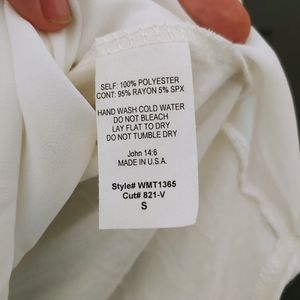 SELF: 100% POLYESTER
CONT: 95% RAYON 5% SPX
HAND WASH COLD WATER
DO NOT BLEACH
LAY FLAT TO DRY
DO NOT TUMBLE DRY
John 14:6
MADE IN U.S.A.
Style# WMT1365
Cut# 821-V
S